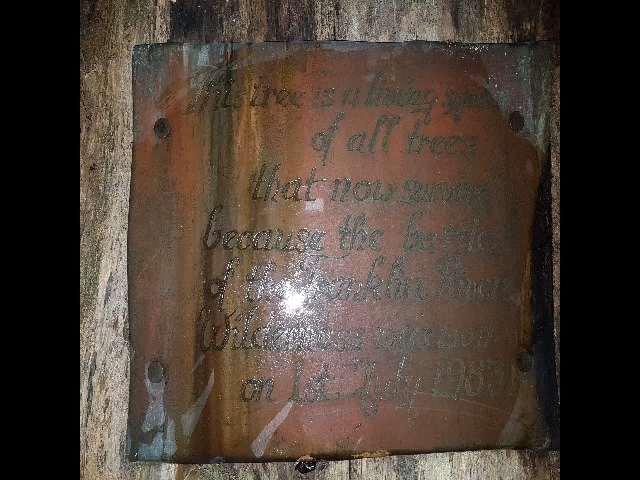 This tree is a living symbol
of all trees
that now survive
because the battle
of the Franklin River
Wilderness was won
on 1st. July 1983